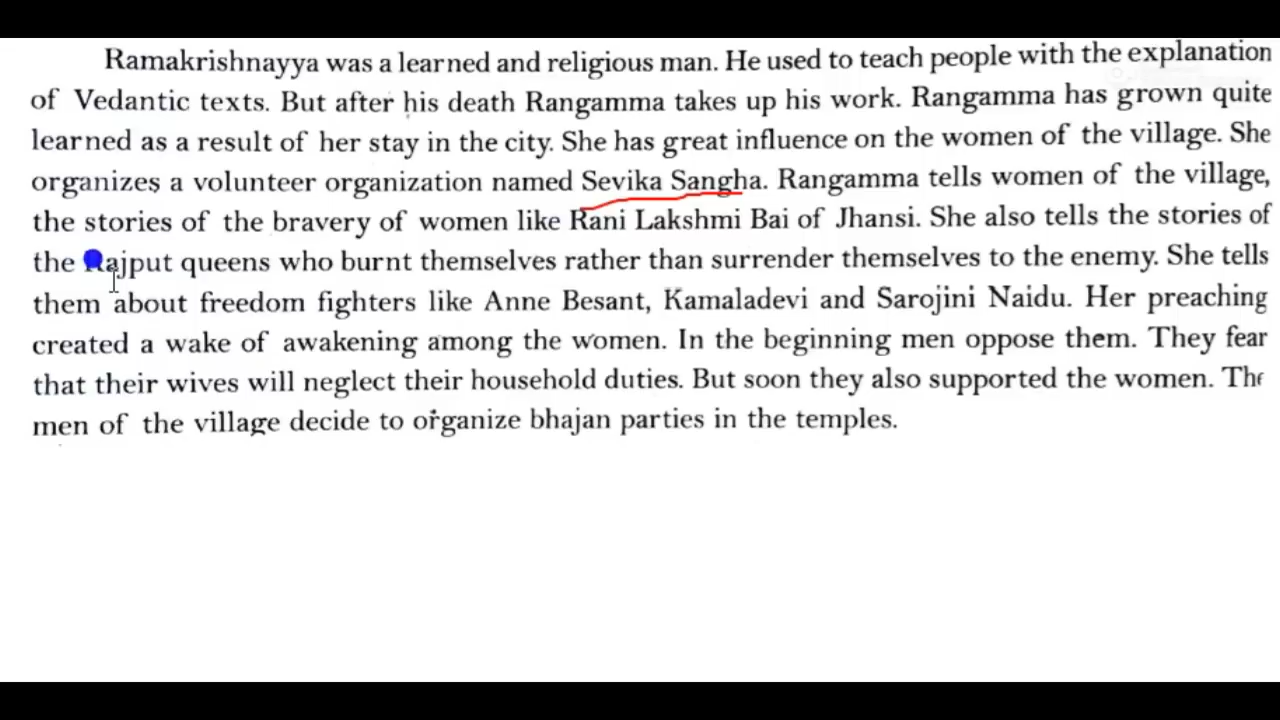 Ramakrishnayya was a learned and religious man. He used to teach people with the explanation
of Vedantic texts. But after his death Rangamma takes up his work. Rangamma has grown quite
learned as a result of her stay in the city. She has great influence on the women of the village. She
organizes a volunteer organization named Sevika Sangha. Rangamma tells women of the village,
the stories of the bravery of women like Rani Lakshmi Bai of Jhansi. She also tells the stories of
the Rajput queens who burnt themselves rather than surrender themselves to the enemy. She tells
them about freedom fighters like Anne Besant, Kamaladevi and Sarojini Naidu. Her preaching
created a wake of awakening among the women. In the beginning men oppose them. They fear
that their wives will neglect their household duties. But soon they also supported the women. The
men of the village decide to organize bhajan parties in the temples.